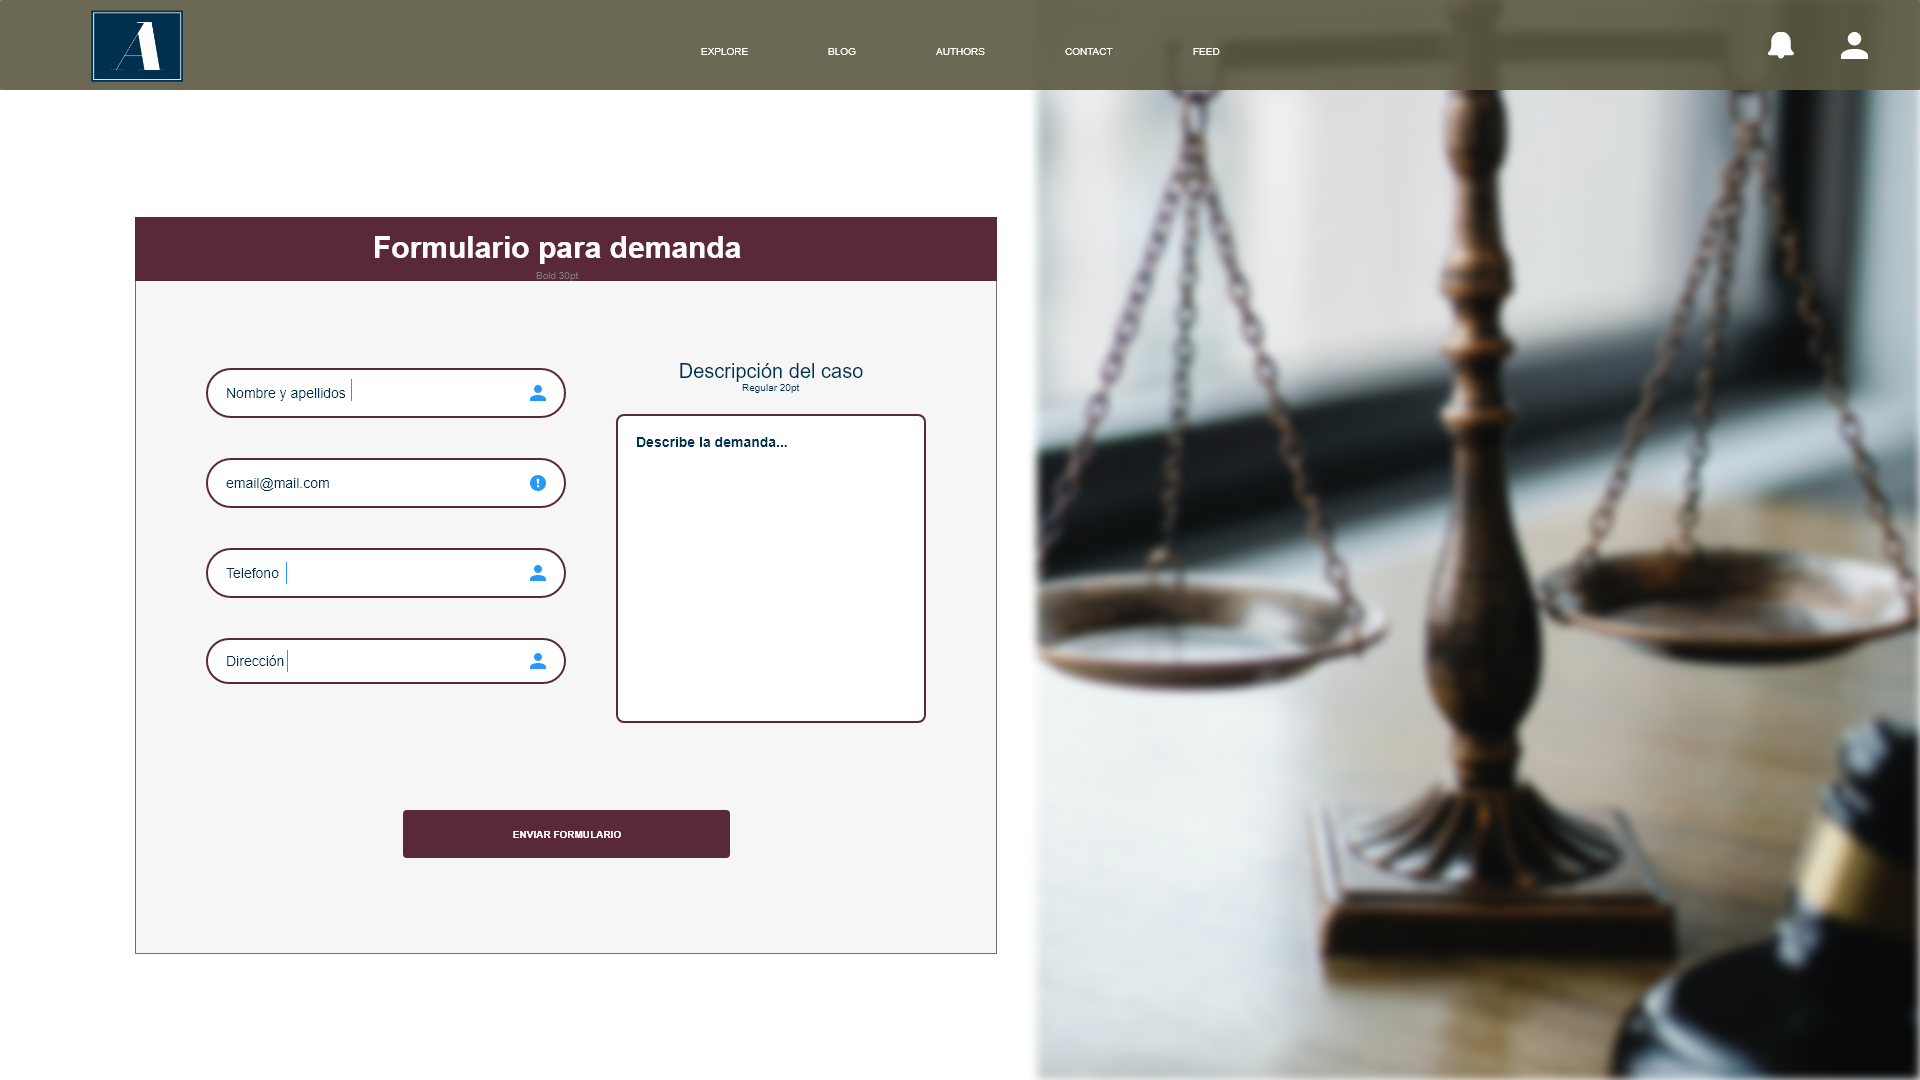 A
EXPLORE
BLOG
AUTHORS
CONTACT
FEED
Formulario para demanda
Bold 30pt
Nombre y apellidos
email@mail.com
Telefono
Dirección
Descripción del caso
Regular 20pt
Describe la demanda...
ENVIAR FORMULARIO